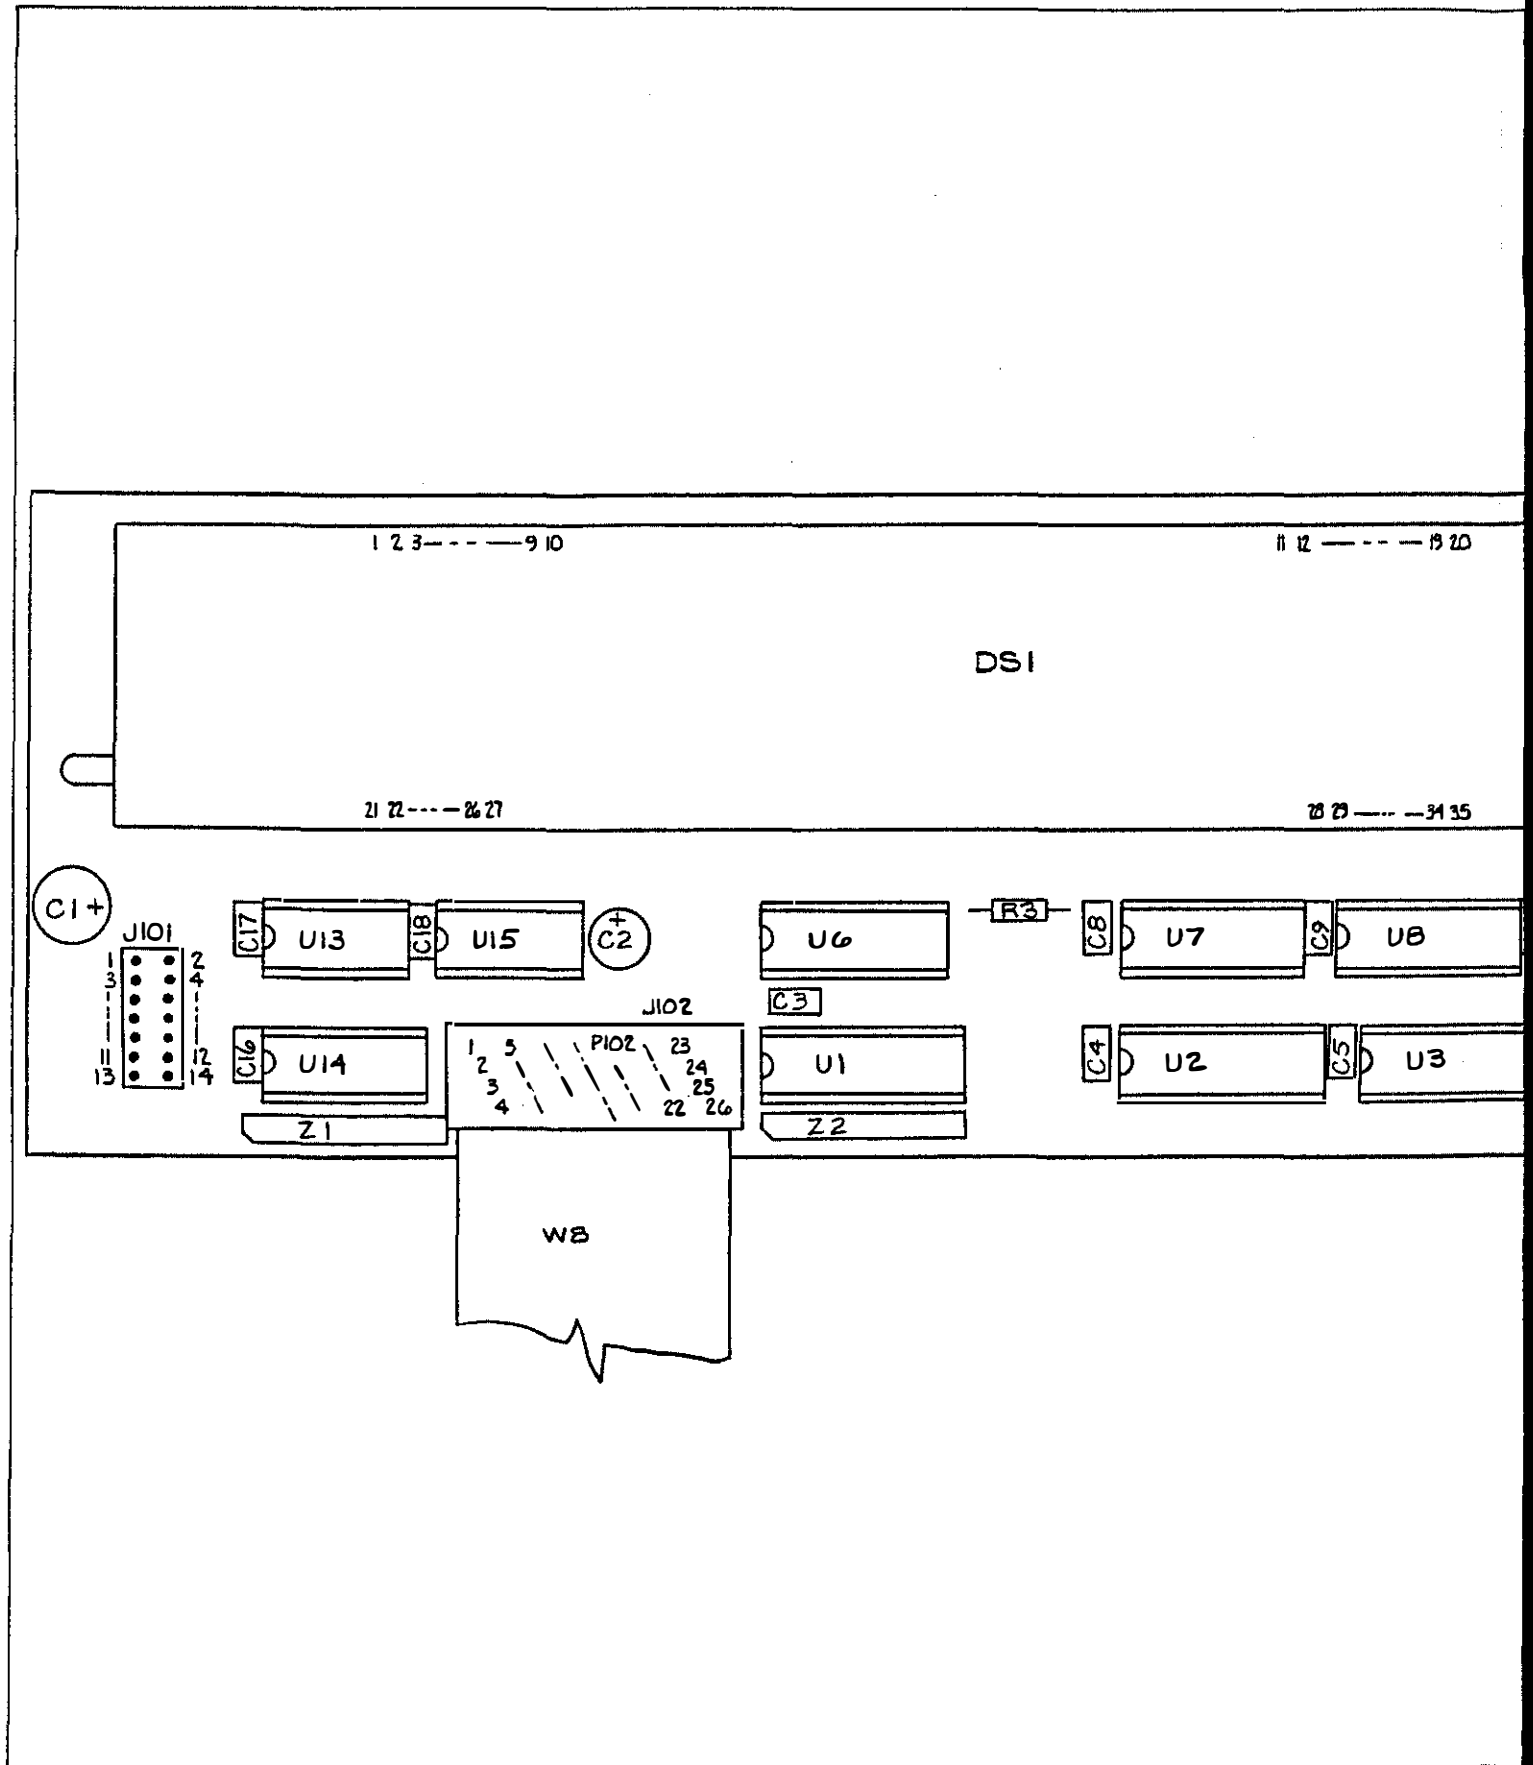 1 2 3 — - - - — 9 10
11 12 — - - - — 19 20
DS1
21 22 - - - — 26 27
28 29 — - - - — 34 35
C1+
J101
1 2
3 4
11 12
13 14
C17
U13
C18
U15
+
C2
U6
R3
C8
U7
C9
U8
C3
J102
C16
U14
P102
1 5 23
2 24
3 25
4 22 26
U1
C4
U2
C5
U3
Z1
Z2
W8